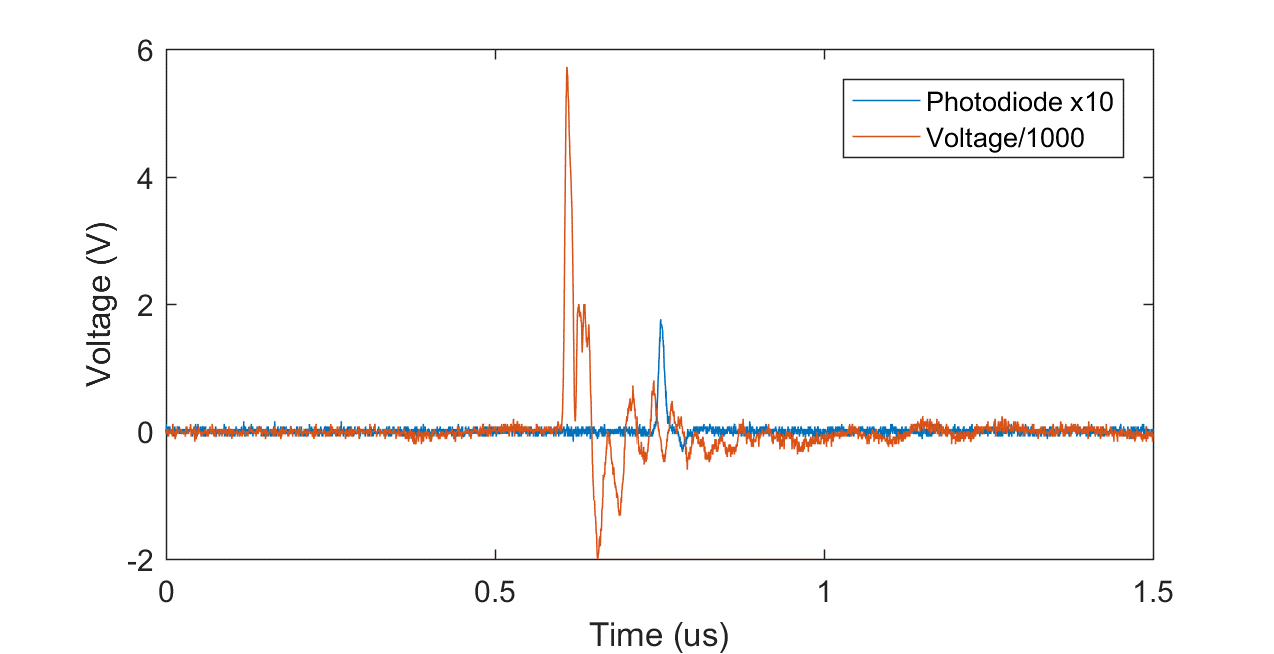 6
4
2
0
-2
Voltage (V)
Photodiode x10
Voltage/1000
0 0.5 1 1.5
Time (us)